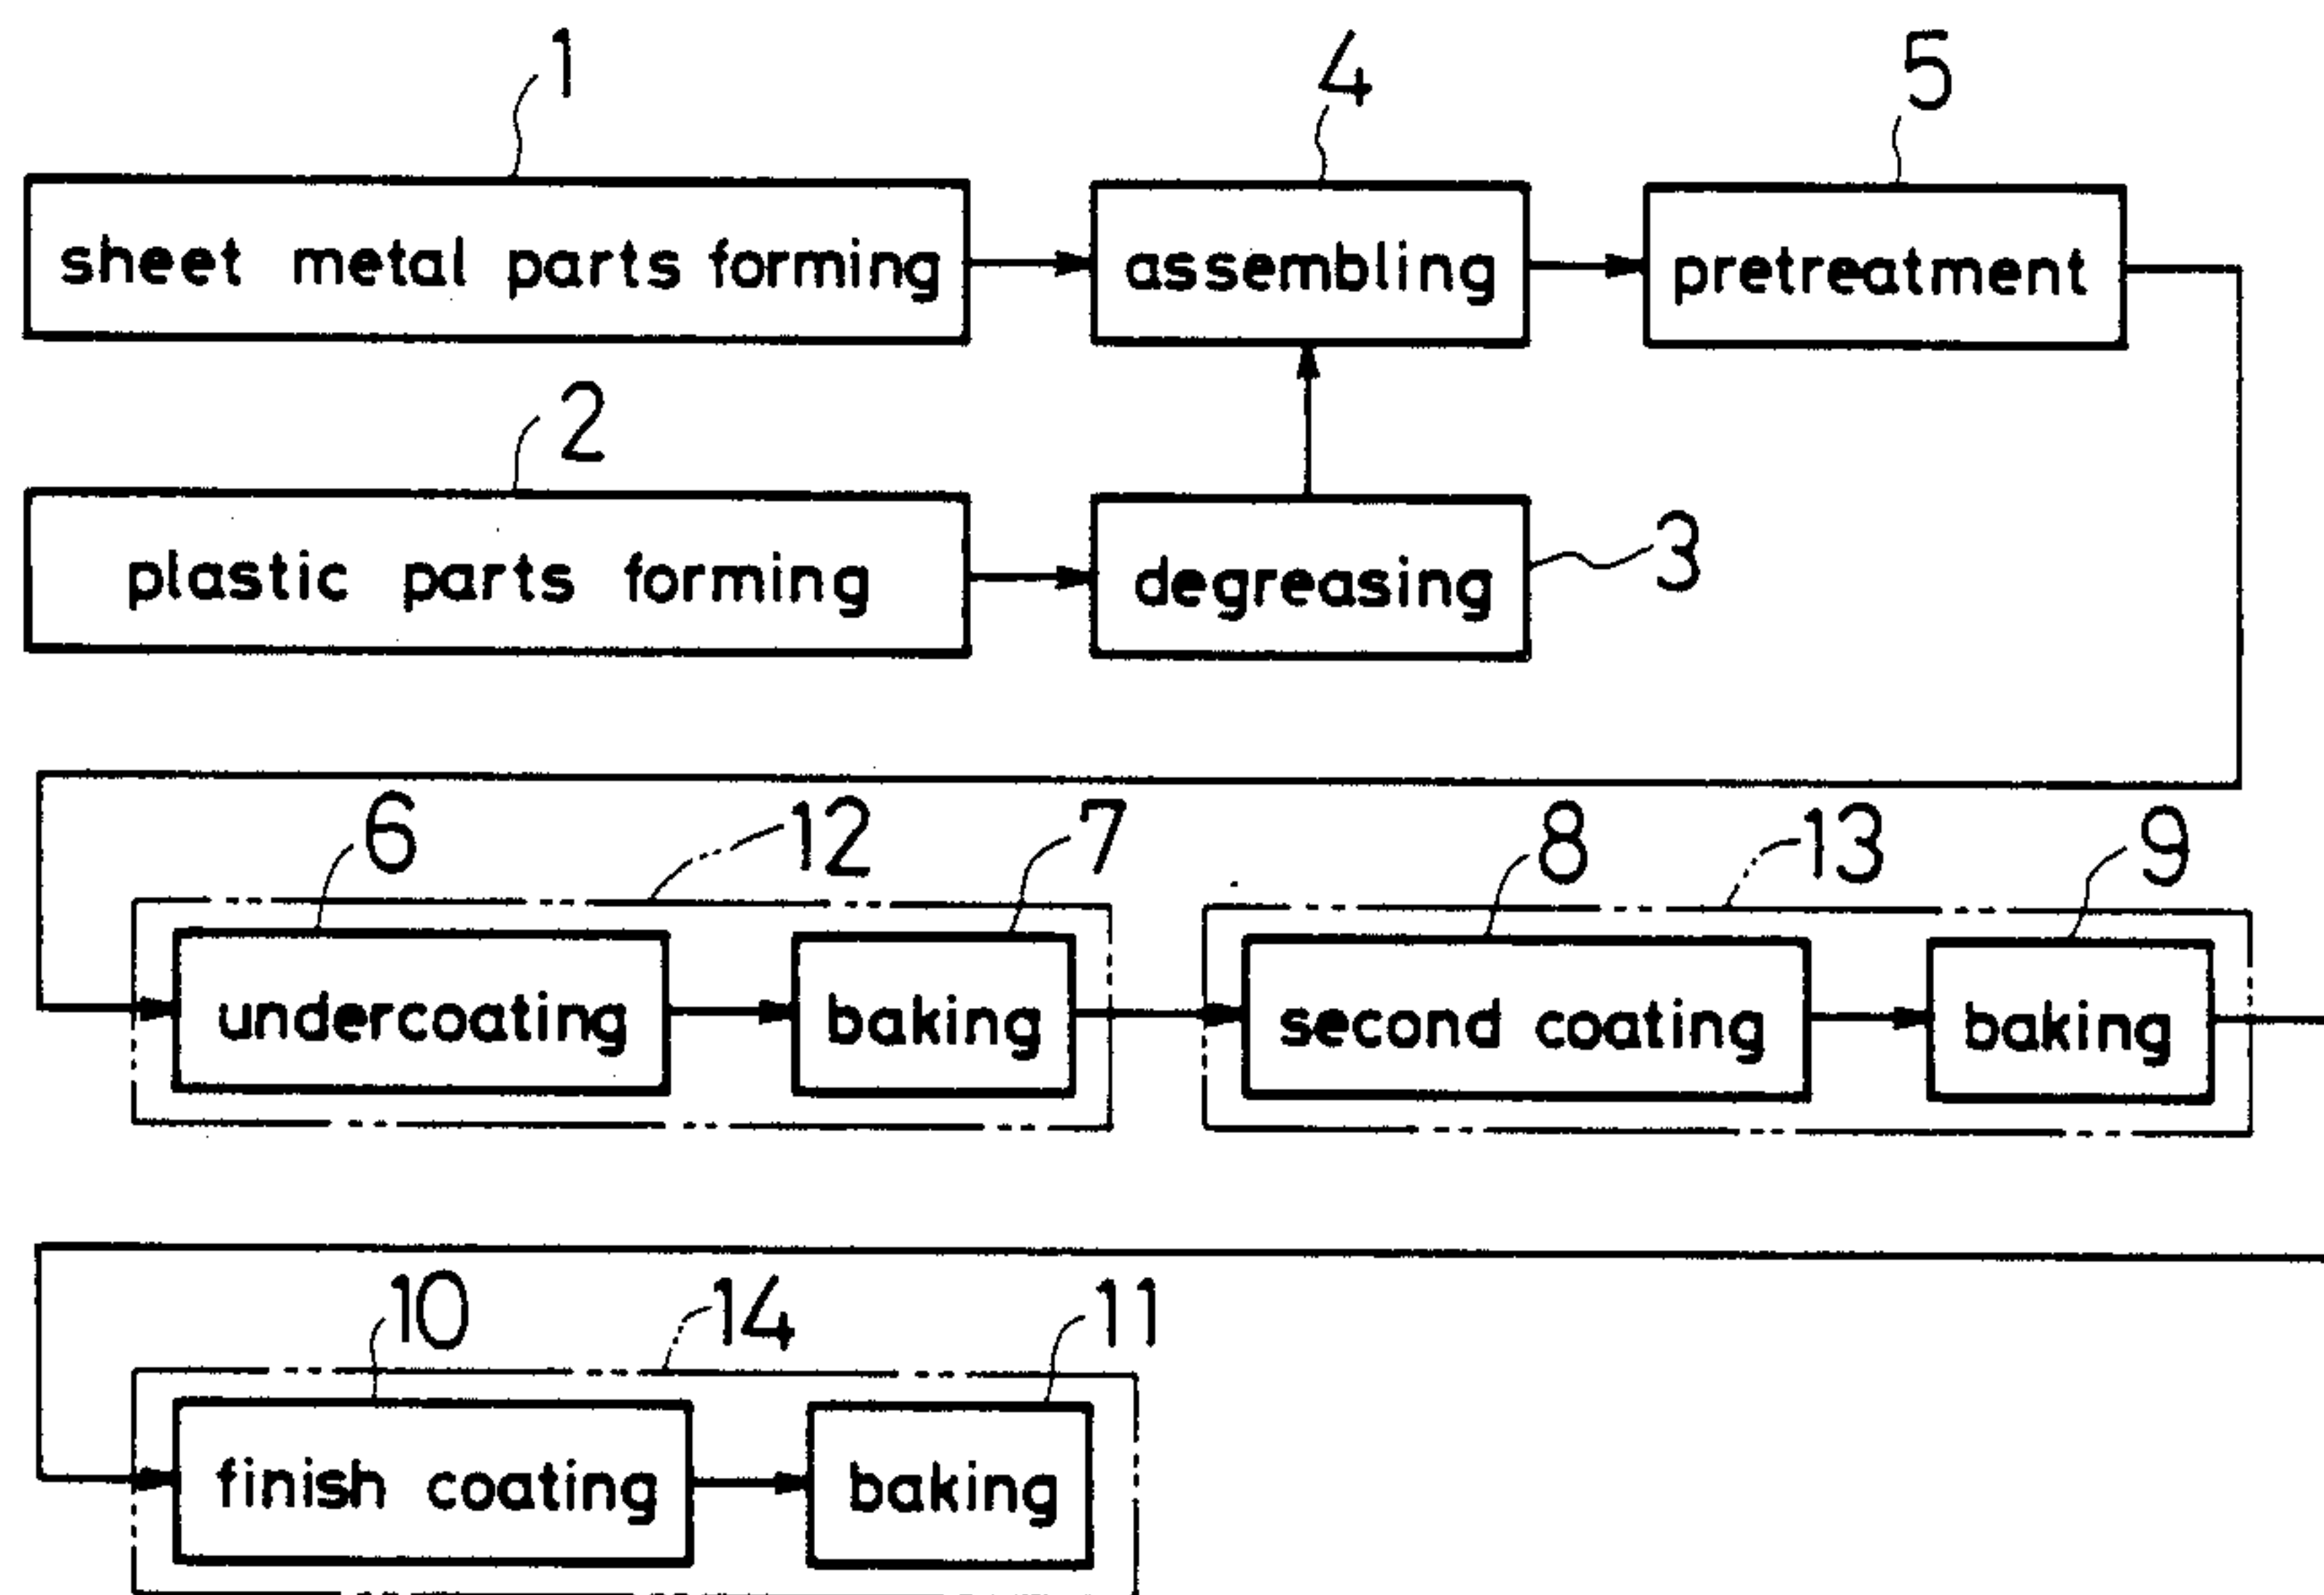 1
4
5
sheet metal parts forming
assembling
pretreatment
2
plastic parts forming
degreasing
3
6
12
7
8
13
9
undercoating
baking
second coating
baking
10
14
11
finish coating
baking